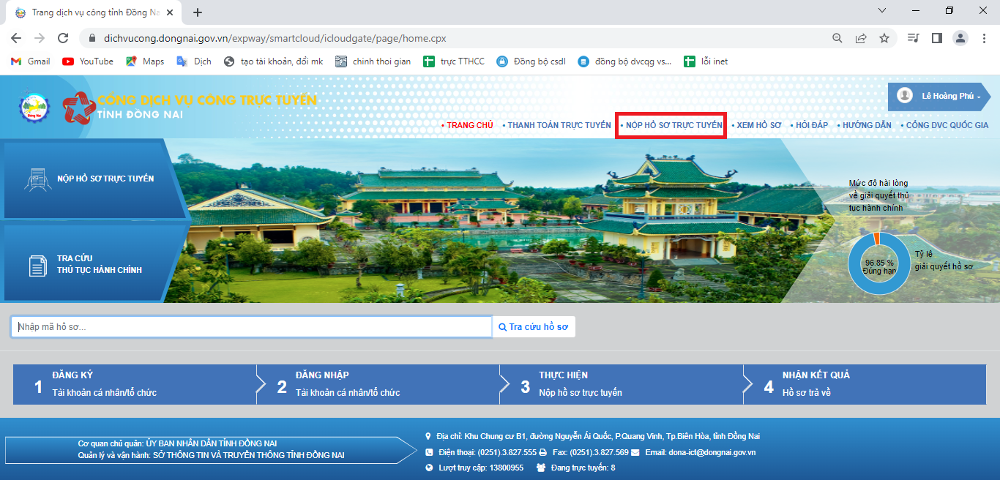 Trang dịch vụ công tỉnh Đồng Na
dichvucong.dongnai.gov.vn/expway/smartcloud/icloudgate/page/home.cpx
Gmail YouTube Maps Dịch tạo tài khoản, đổi mk chinh thoi gian trực TTHCC Đồng bộ csdl đồng bộ dvcqg vs... lỗi inet
Đồng Nai
CỔNG DỊCH VỤ CÔNG TRỰC TUYẾN
TỈNH ĐỒNG NAI
Lê Hoàng Phú
• TRANG CHỦ • THANH TOÁN TRỰC TUYẾN • NỘP HỒ SƠ TRỰC TUYẾN • XEM HỒ SƠ • HỎI ĐÁP • HƯỚNG DẪN • CỔNG DVC QUỐC GIA
NỘP HỒ SƠ TRỰC TUYẾN
TRA CỨU
THỦ TỤC HÀNH CHÍNH
Mức độ hài lòng
về giải quyết thủ
tục hành chính
96.85 %
Đúng hạn
Tỷ lệ
giải quyết hồ sơ
Nhập mã hồ sơ...
Tra cứu hồ sơ
1 ĐĂNG KÝ
Tài khoản cá nhân/tổ chức
2 ĐĂNG NHẬP
Tài khoản cá nhân/tổ chức
3 THỰC HIỆN
Nộp hồ sơ trực tuyến
4 NHẬN KẾT QUẢ
Hồ sơ trả về
Cơ quan chủ quản: ỦY BAN NHÂN DÂN TỈNH ĐỒNG NAI
Quản lý và vận hành: SỞ THÔNG TIN VÀ TRUYỀN THÔNG TỈNH ĐỒNG NAI
Địa chỉ: Khu Chung cư B1, đường Nguyễn Ái Quốc, P.Quang Vinh, Tp.Biên Hòa, tỉnh Đồng Nai
Điện thoại: (0251).3.827.555 Fax: (0251).3.827.569 Email: dona-ict@dongnai.gov.vn
Lượt truy cập: 13800955 Đang trực tuyến: 8